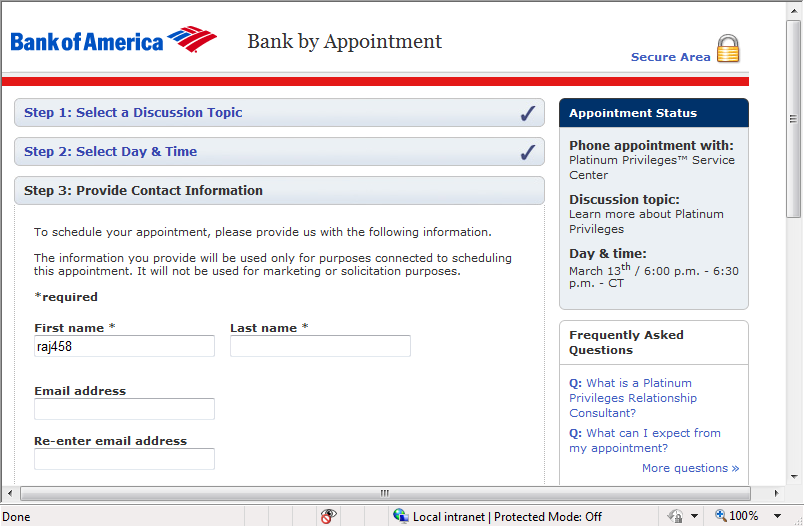 Bank of America
Bank by Appointment
Secure Area
Step 1: Select a Discussion Topic
Step 2: Select Day & Time
Step 3: Provide Contact Information
To schedule your appointment, please provide us with the following information.
The information you provide will be used only for purposes connected to scheduling
this appointment. It will not be used for marketing or solicitation purposes.
*required
First name *
Last name *
raj458
Email address
Re-enter email address
Appointment Status
Phone appointment with:
Platinum Privileges™ Service
Center
Discussion topic:
Learn more about Platinum
Privileges
Day & time:
March 13th / 6:00 p.m. - 6:30
p.m. - CT
Frequently Asked
Questions
Q: What is a Platinum
Privileges Relationship
Consultant?
Q: What can I expect from
my appointment?
More questions »
Done
Local intranet | Protected Mode: Off
100%